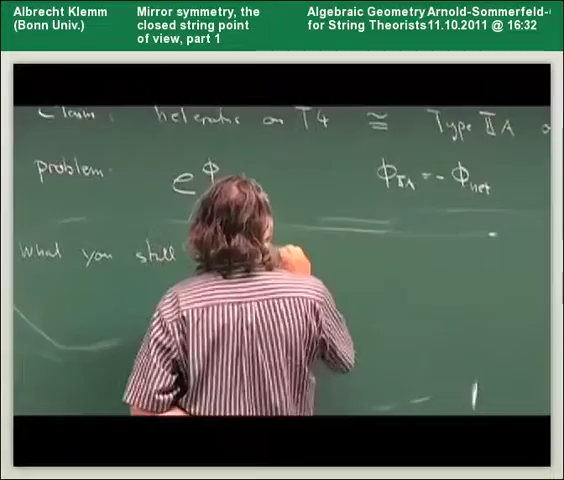 Albrecht Klemm
(Bonn Univ.)
Mirror symmetry, the
closed string point
of view, part 1
Algebraic Geometry Arnold-Sommerfeld-
for String Theorists 11.10.2011 @ 16:32
Claim: heterotic on T4 ≅ Type IIA
problem: e^ϕ ϕ_IIA = - ϕ_het
What you still